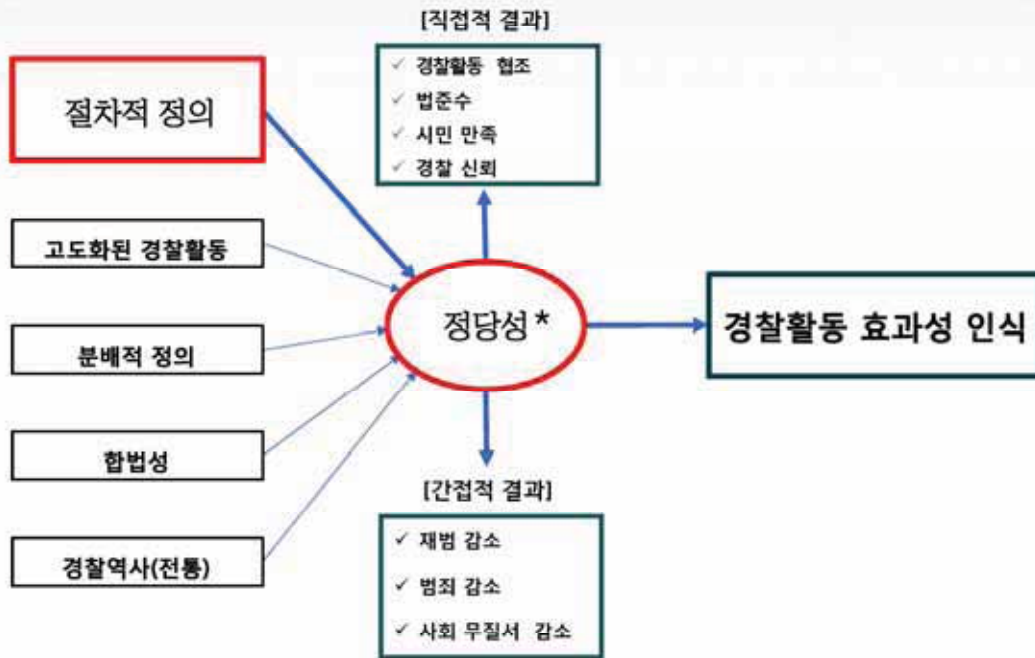 [직접적 결과]
✓ 경찰활동 협조
✓ 법준수
✓ 시민 만족
✓ 경찰 신뢰
절차적 정의
고도화된 경찰활동
분배적 정의
합법성
경찰역사(전통)
정당성*
경찰활동 효과성 인식
[간접적 결과]
✓ 재범 감소
✓ 범죄 감소
✓ 사회 무질서 감소